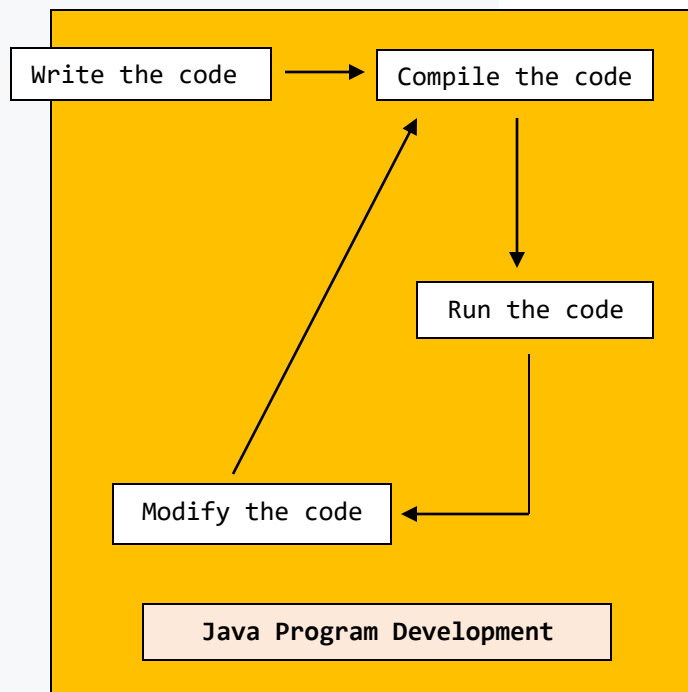 Write the code
Compile the code
Run the code
Modify the code
Java Program Development